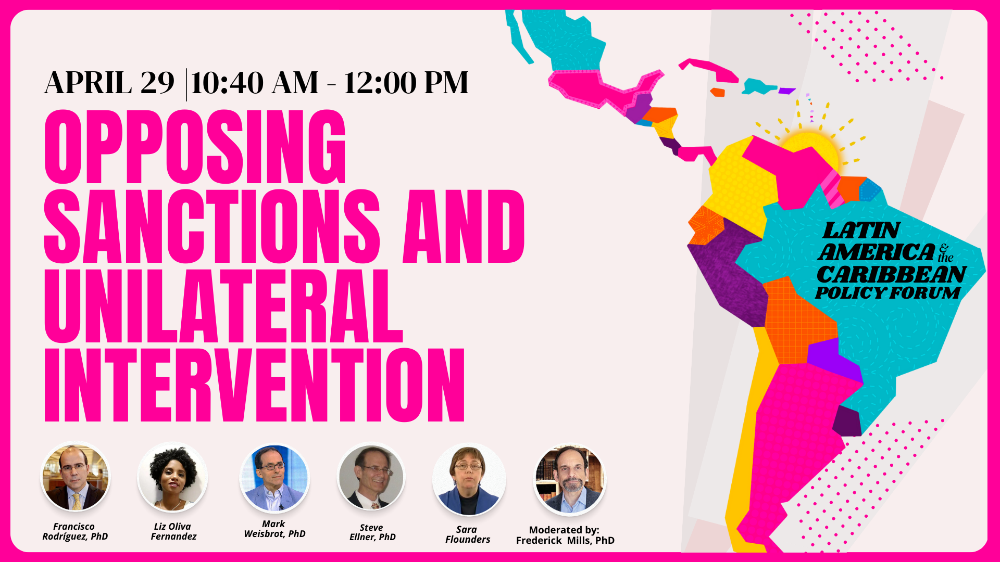 APRIL 29 |10:40 AM - 12:00 PM
OPPOSING
SANCTIONS AND
UNILATERAL
INTERVENTION
LATIN
AMERICA & the
CARIBBEAN
POLICY FORUM
Francisco
Rodríguez, PhD
Liz Oliva
Fernandez
Mark
Weisbrot, PhD
Steve
Ellner, PhD
Sara
Flounders
Moderated by:
Frederick Mills, PhD